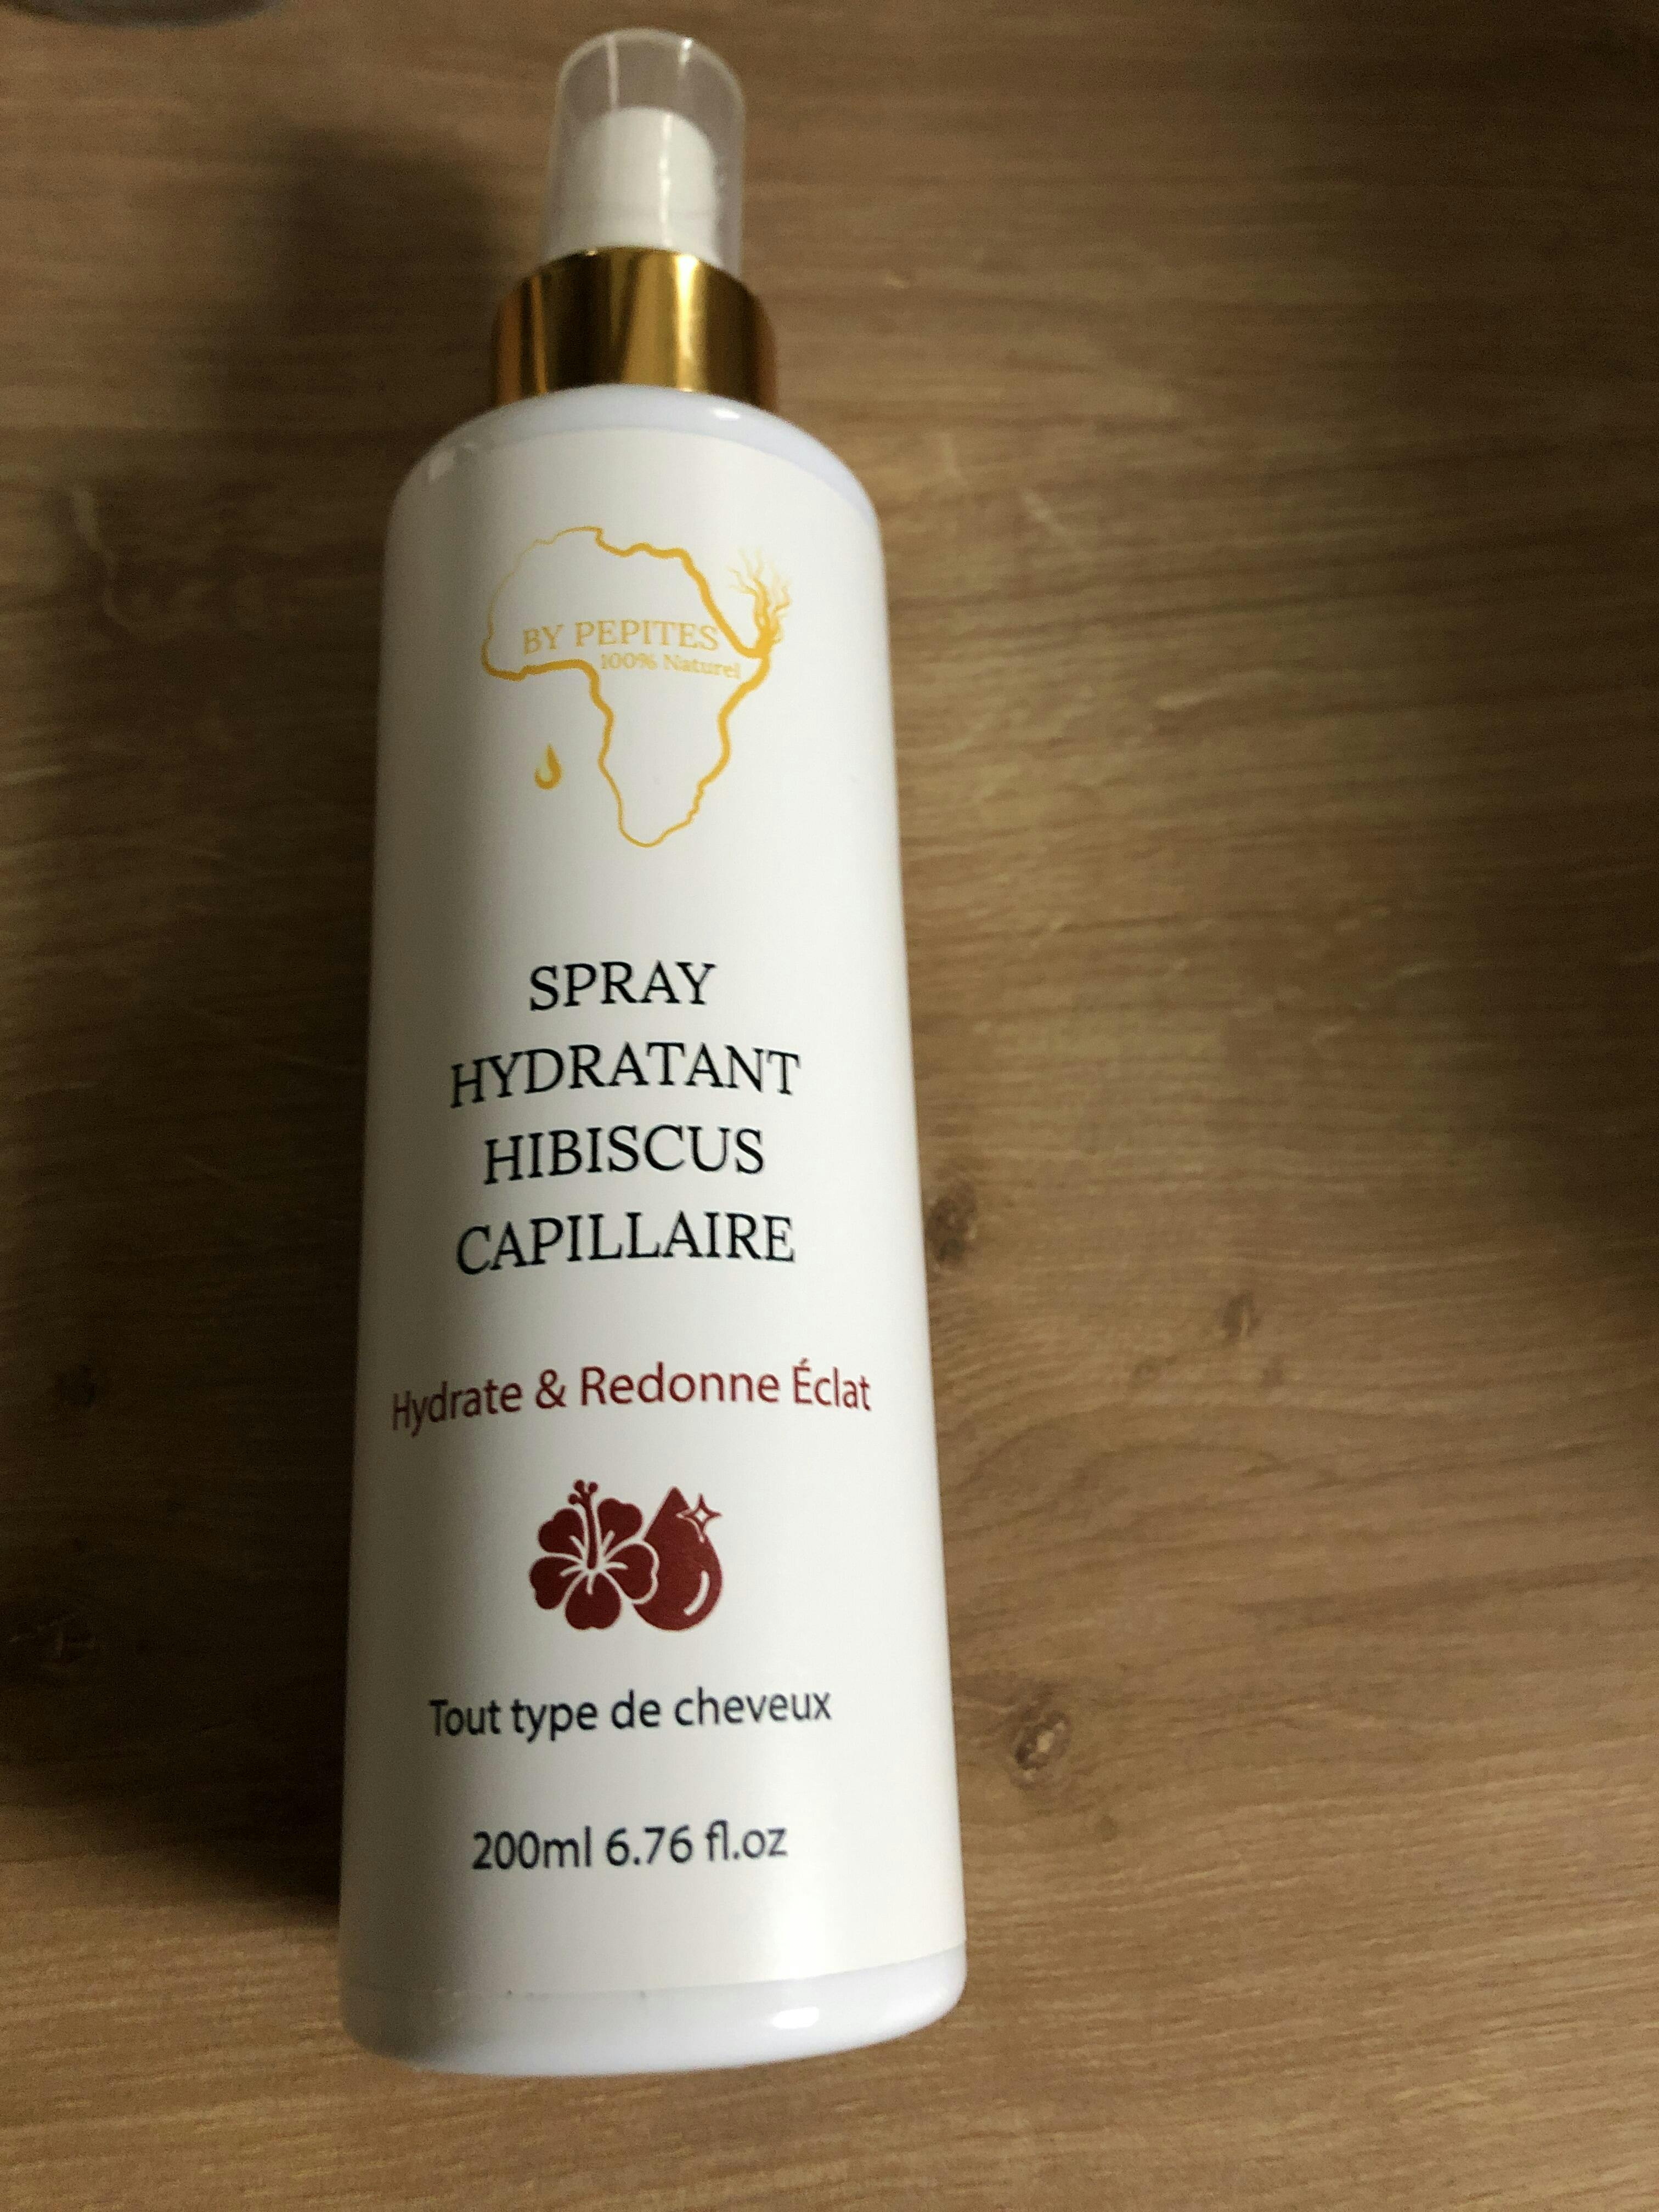 BY PEPITES
100% Naturel
SPRAY
HYDRATANT
HIBISCUS
CAPILLAIRE
Hydrate & Redonne Éclat
Tout type de cheveux
200ml 6.76 fl.oz